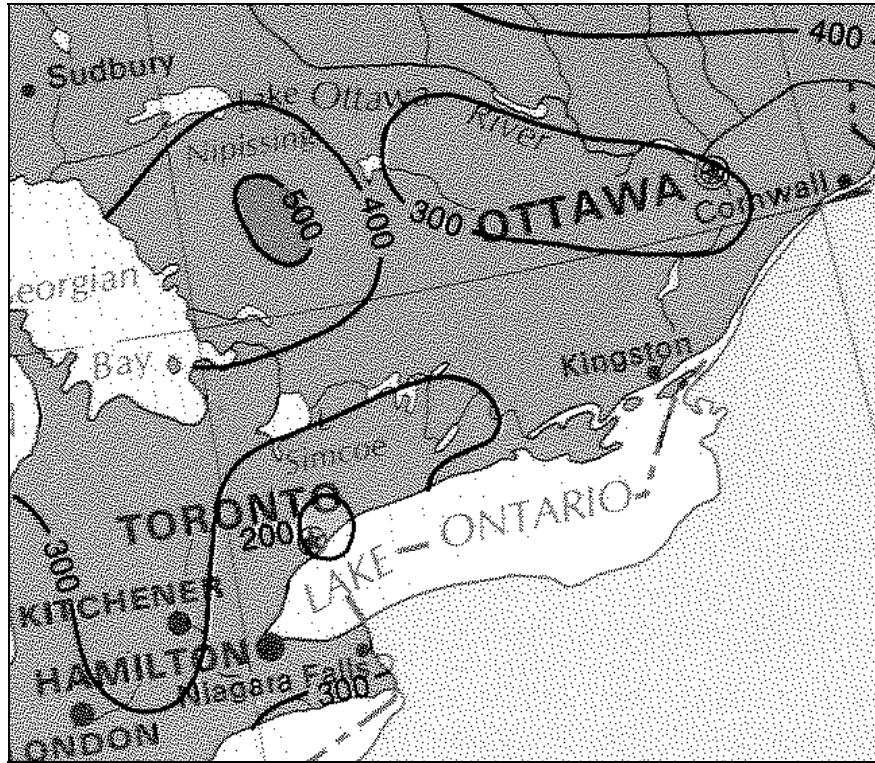 400
Sudbury
Lake Ottawa
River
Nipissing
500
400
300
OTTAWA
Cornwall
eorgian
Bay
Kingston
Simcoe
TORONTO
200
LAKE — ONTARIO
300
KITCHENER
HAMILTON
Niagara Falls
300
ONDON